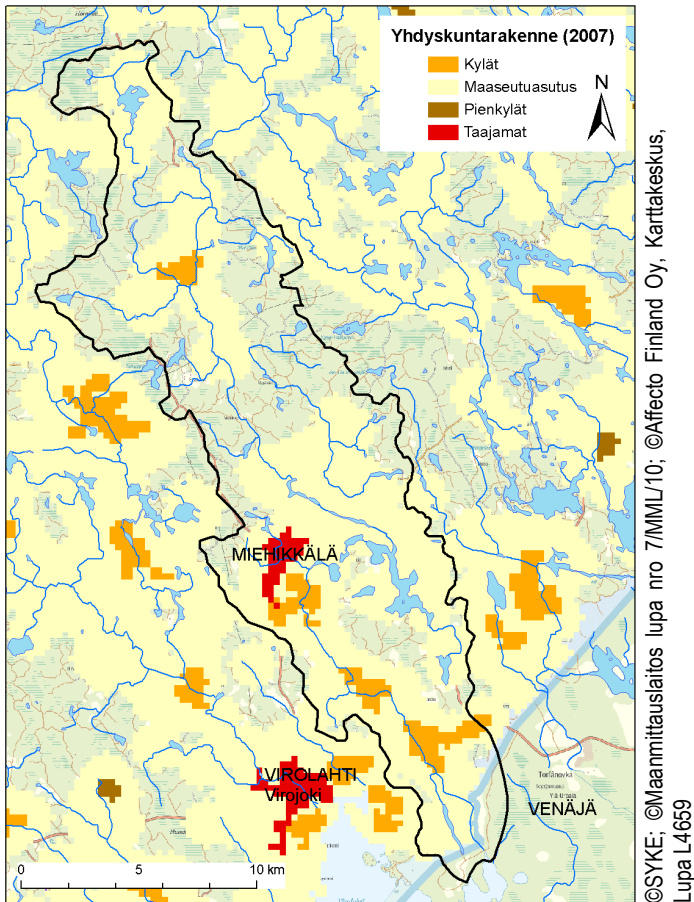 Yhdyskuntarakenne (2007)
Kylät
Maaseutuasutus
Pienkylät
Taajamat
N
MIEHIKKÄLÄ
VIROLAHTI
Virojoki
VENÄJÄ
0 5 10 km
©SYKE; ©Maanmittauslaitos lupa nro 7/MML/10; ©Affecto Finland Oy, Karttakeskus,
Lupa L4659